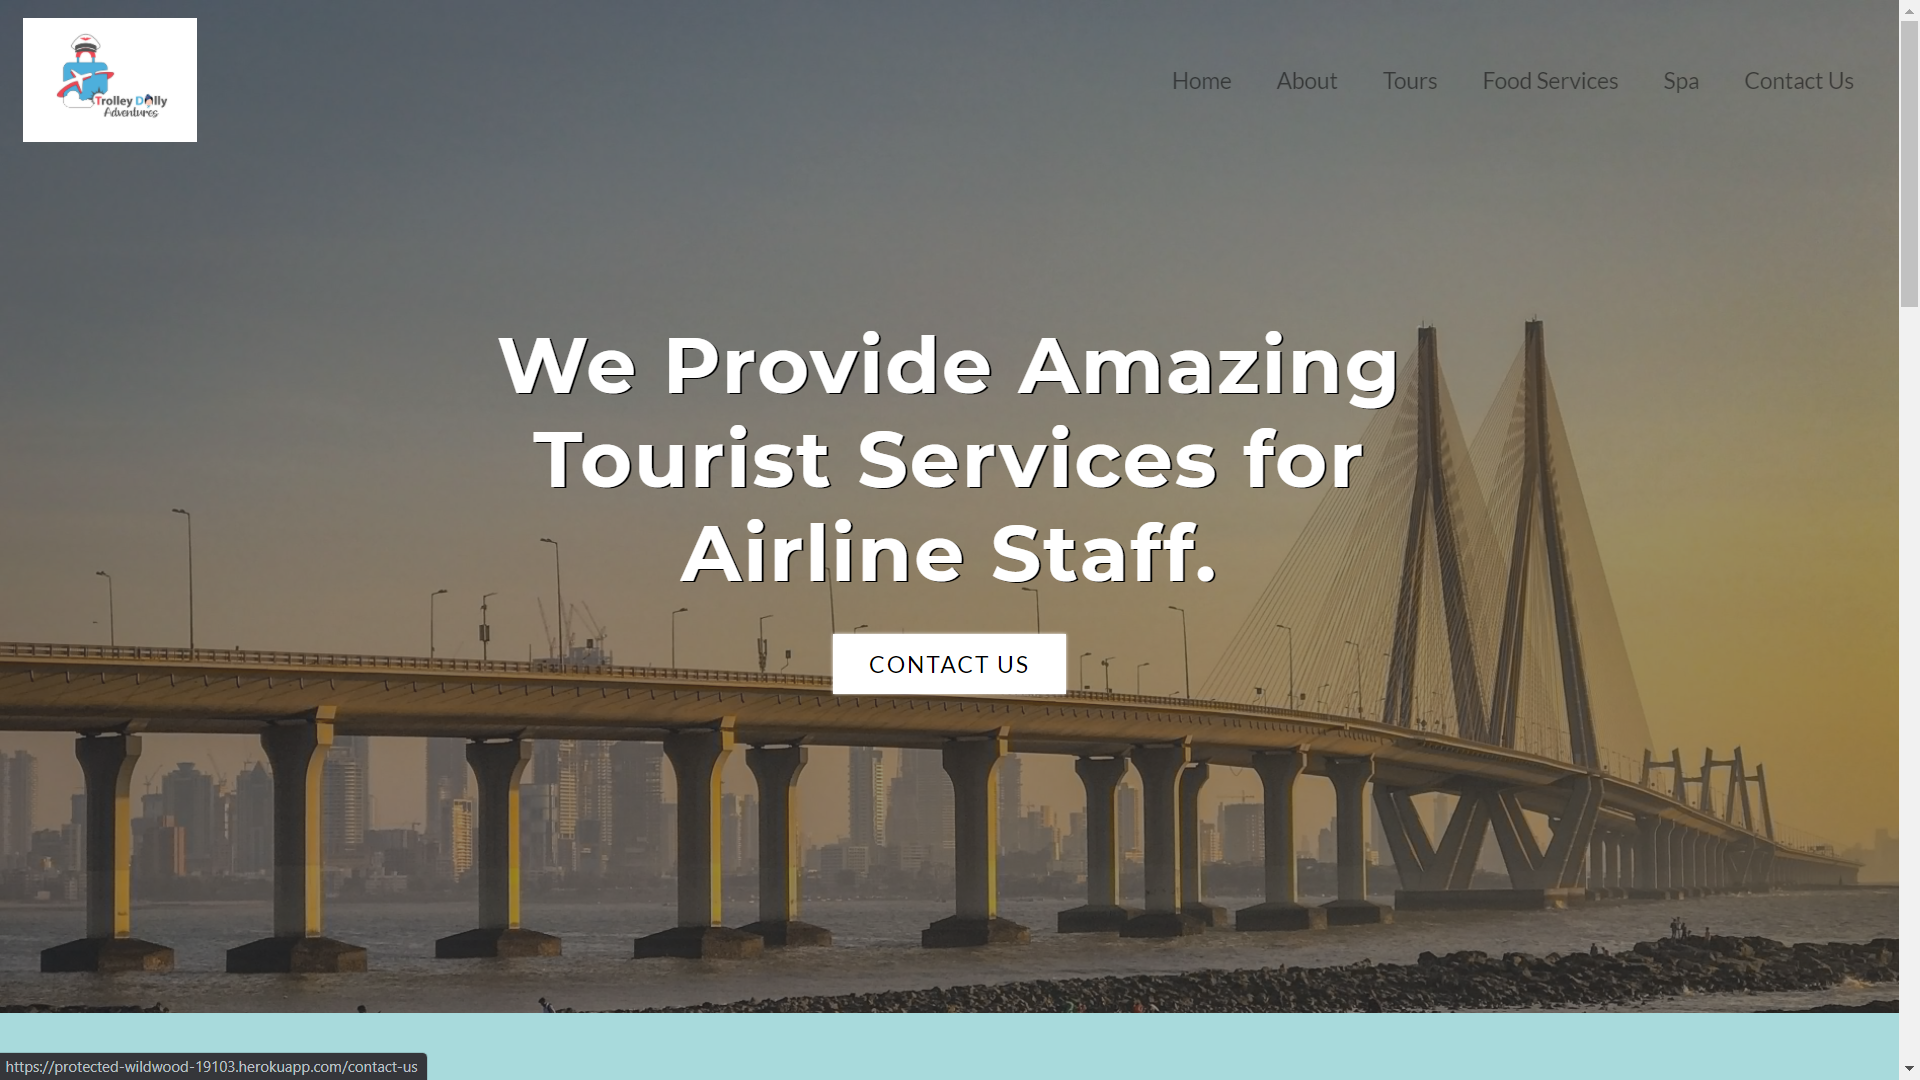 Trolley Dolly
Adventures
Home
About
Tours
Food Services
Spa
Contact Us
We Provide Amazing
Tourist Services for
Airline Staff.
CONTACT US
https://protected-wildwood-19103.herokuapp.com/contact-us